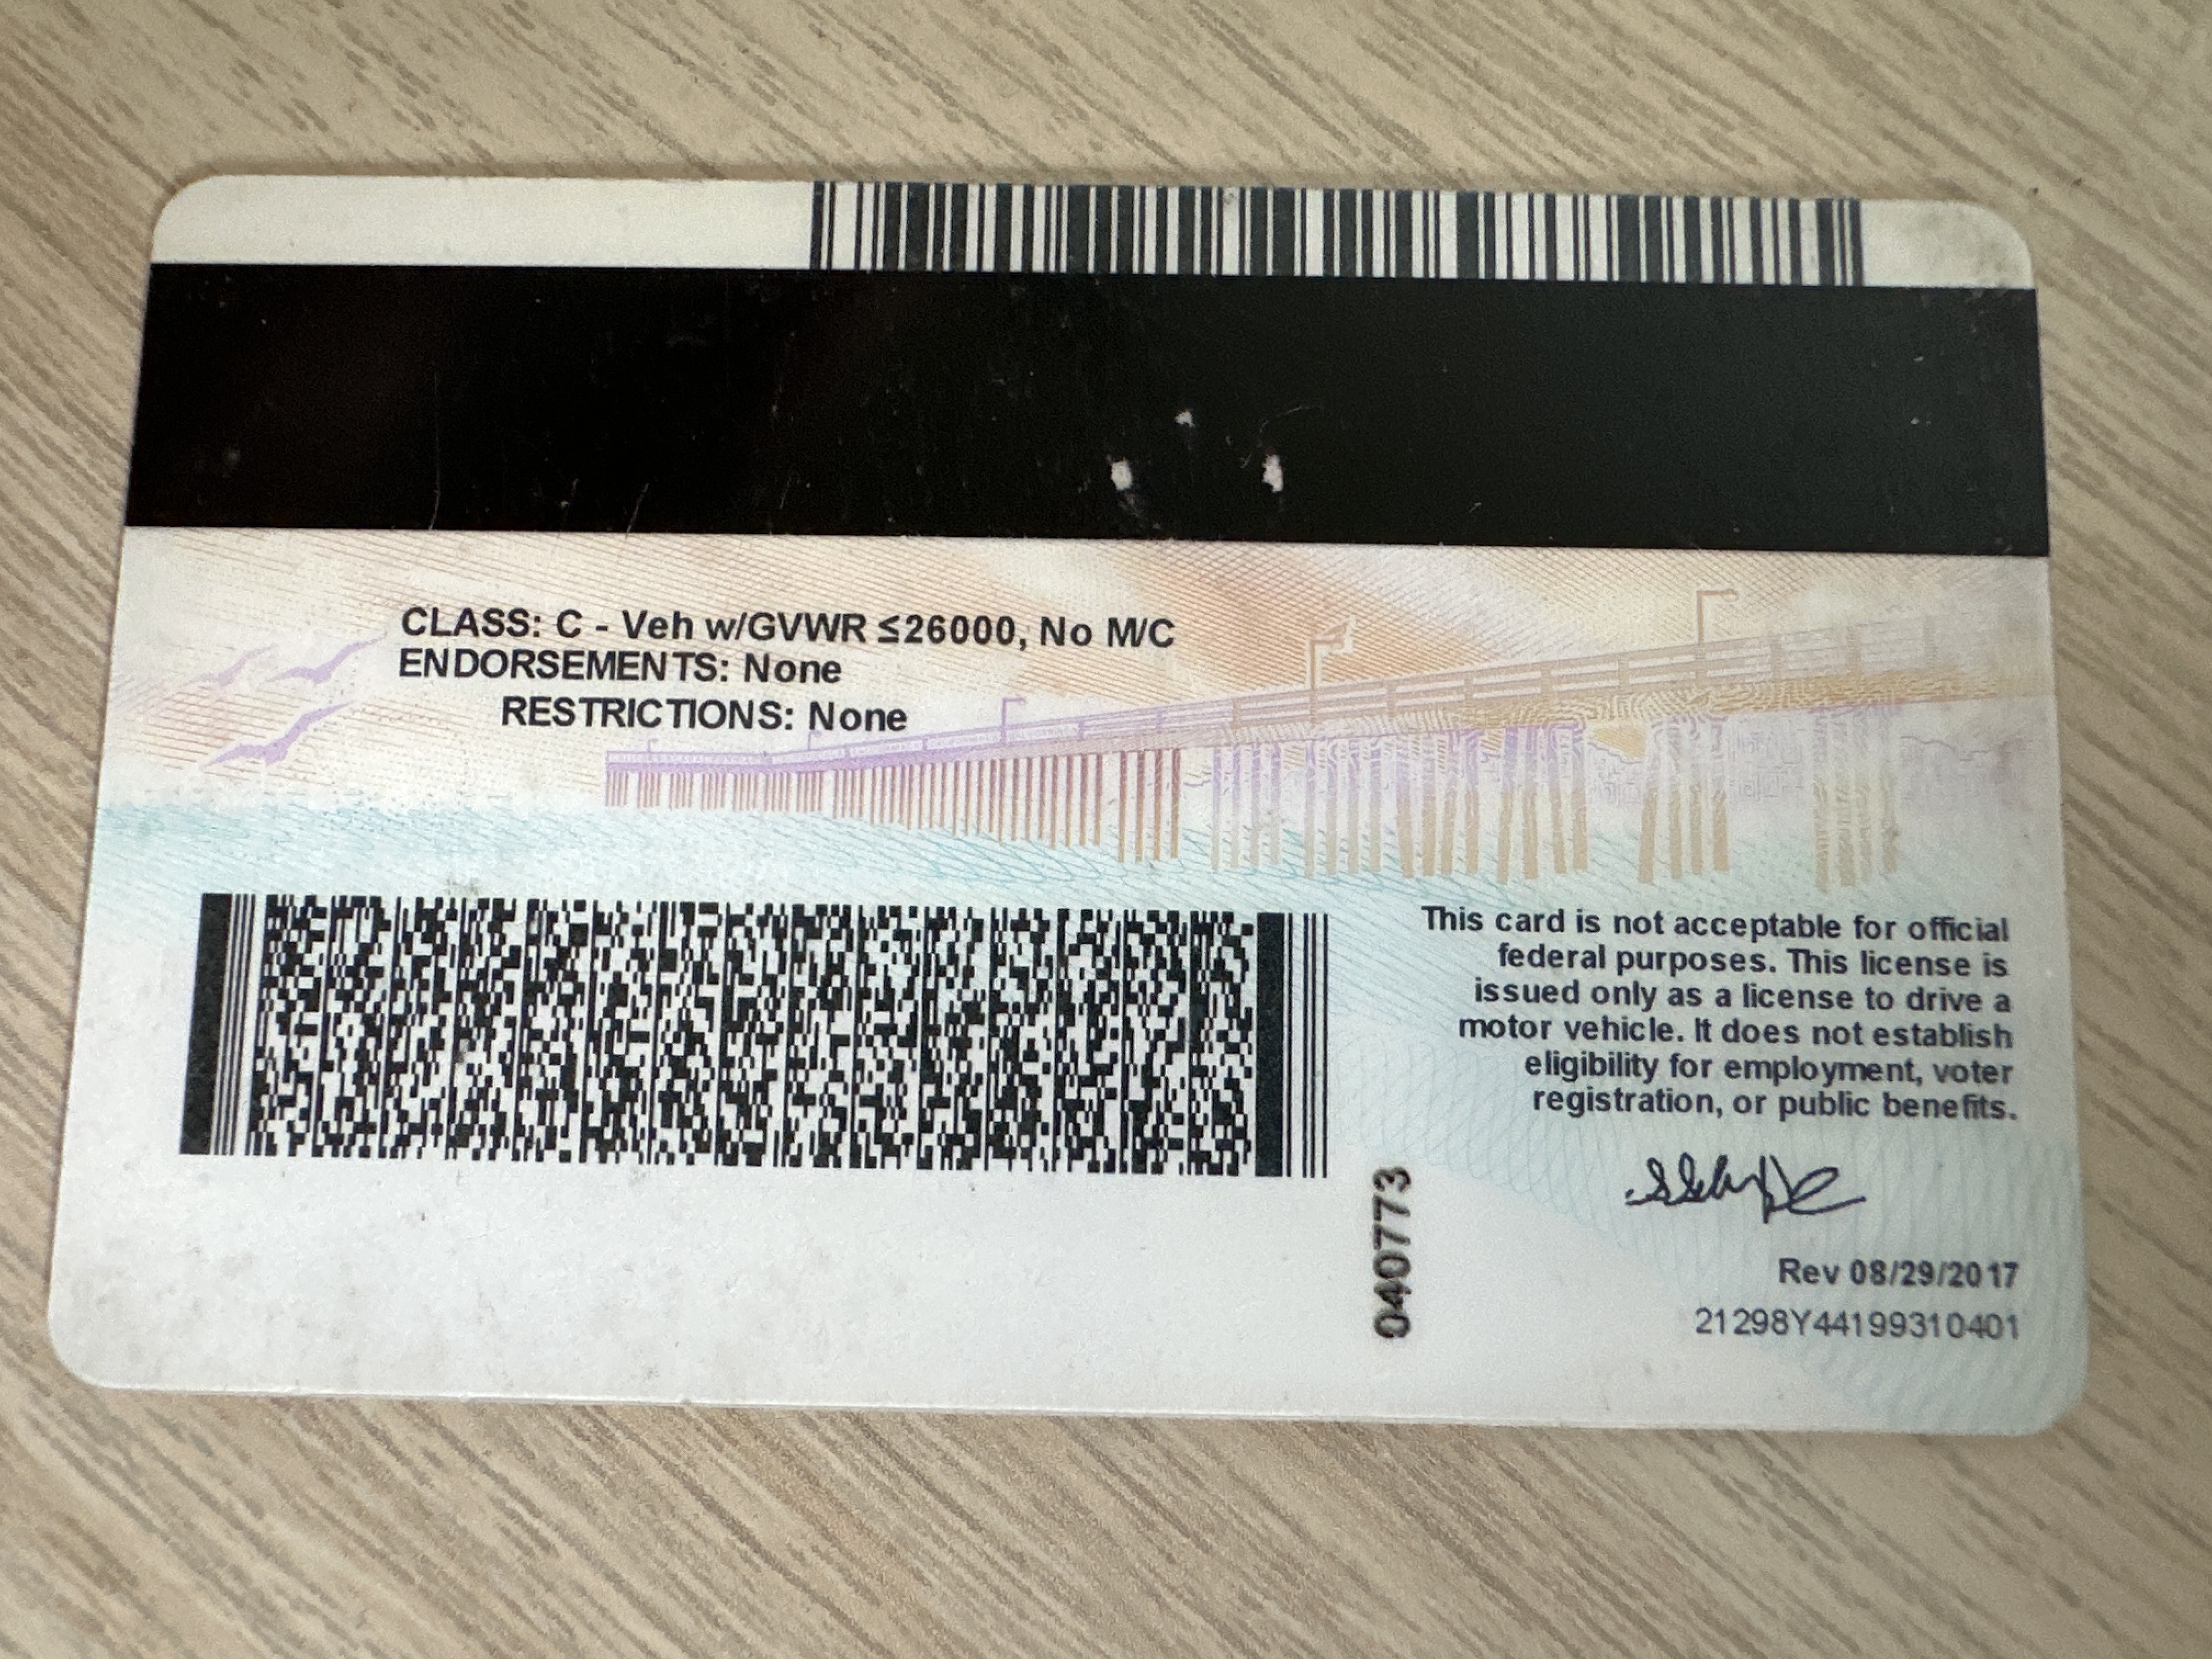 CLASS: C - Veh w/GVWR ≤26000, No M/C
ENDORSEMENTS: None
RESTRICTIONS: None
This card is not acceptable for official
federal purposes. This license is
issued only as a license to drive a
motor vehicle. It does not establish
eligibility for employment, voter
registration, or public benefits.
0440773
Rev 08/29/2017
21298Y44199310401